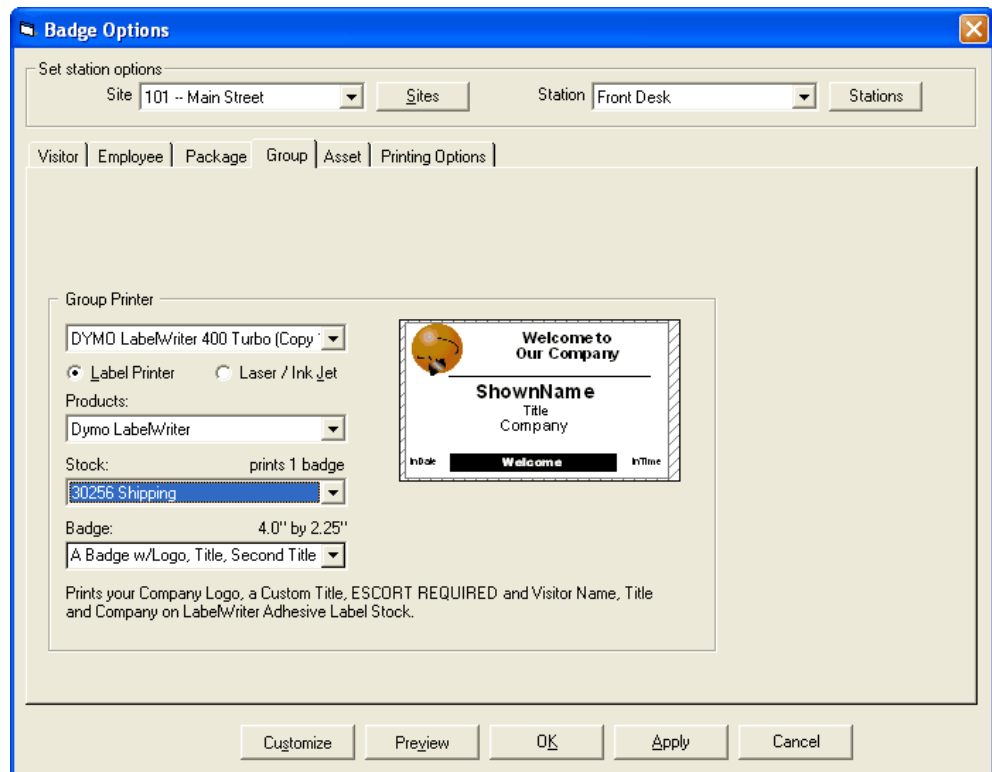 Badge Options
Set station options
Site 101 -- Main Street Sites Station Front Desk Stations
Visitor Employee Package Group Asset Printing Options
Group Printer
DYMO LabelWriter 400 Turbo (Copy
Label Printer Laser / Ink Jet
Products:
Dymo LabelWriter
Stock: prints 1 badge
30256 Shipping
Badge: 4.0" by 2.25"
A Badge w/Logo, Title, Second Title
Prints your Company Logo, a Custom Title, ESCORT REQUIRED and Visitor Name, Title
and Company on LabelWriter Adhesive Label Stock.
Welcome to
Our Company
ShownName
Title
Company
InDate Welcome InTime
Customize Preview OK Apply Cancel